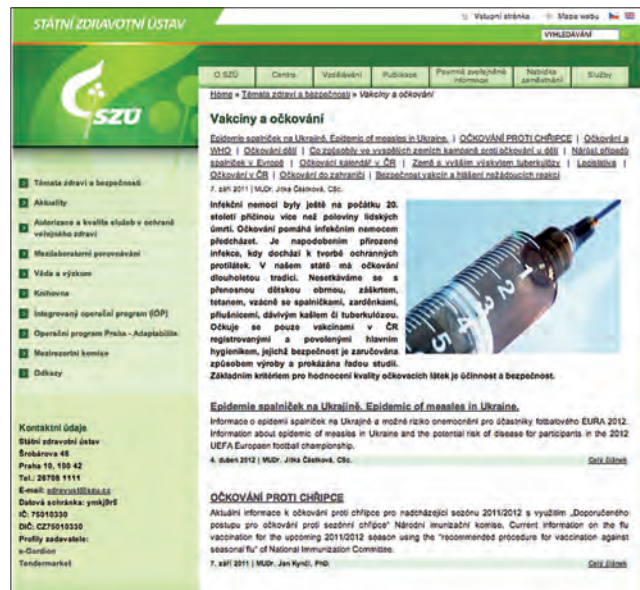 STÁTNÍ ZDRAVOTNÍ ÚSTAV
Vstupní stránka
Mapa webu
VYHLEDÁVÁNÍ
SZÚ
O SZÚ
Centra
Vzdělávání
Publikace
Povinně zveřejněné
informace
Nabídka
zaměstnání
Služby
Home » Témata zdraví a bezpečnosti » Vakcíny a očkování
Vakcíny a očkování
Epidemie spalniček na Ukrajině. Epidemic of measles in Ukraine. | OČKOVÁNÍ PROTI CHŘIPCE | Očkování a
WHO | Očkování dětí | Co způsobily ve vyspělých zemích kampaně proti očkování u dětí | Nárůst případů
spalniček v Evropě | Očkovací kalendář v ČR | Země s vyšším výskytem tuberkulózy | Legislativa |
Očkování v ČR | Očkování do zahraničí | Bezpečnost vakcín a hlášení nežádoucích reakcí
7. září 2011 | MUDr. Jitka Částková, CSc.
Infekční nemoci byly ještě na počátku 20.
století příčinou více než poloviny lidských
úmrtí. Očkování pomáhá infekčním nemocem
předcházet. Je napodobením přirozené
infekce, kdy dochází k tvorbě ochranných
protilátek. V našem státě má očkování
dlouholetou tradici. Nesetkáváme se s
přenosnou dětskou obrnou, záškrtem,
tetanem, vzácně se spalničkami, zarděnkami,
příušnicemi, dávivým kašlem či tuberkulózou.
Očkuje se pouze vakcínami v ČR
registrovanými a povolenými hlavním
hygienikem, jejichž bezpečnost je zaručována
způsobem výroby a prokázána řadou studií.
Základním kritériem pro hodnocení kvality očkovacích látek je účinnost a bezpečnost.
1
2
3
4
5
Epidemie spalniček na Ukrajině. Epidemic of measles in Ukraine.
Informace o epidemii spalniček na Ukrajině a možné riziko onemocnění pro účastníky fotbalového EURA 2012.
Information about epidemic of measles in Ukraine and the potential risk of disease for participants in the 2012
UEFA European football championship.
4. duben 2012 | MUDr. Jitka Částková, CSc.
Celý článek
OČKOVÁNÍ PROTI CHŘIPCE
Aktuální informace k očkování proti chřipce pro nadcházející sezónu 2011/2012 s využitím „Doporučeného
postupu pro očkování proti sezónní chřipce" Národní imunizační komise. Current information on the flu
vaccination for the upcoming 2011/2012 season using the "recommended procedure for vaccination against
seasonal flu" of National Immunization Committee.
7. září 2011 | MUDr. Jan Kynčl, PhD.
Celý článek
Témata zdraví a bezpečnosti
Aktuality
Autorizace a kvalita služeb v ochraně
veřejného zdraví
Mezilaboratorní porovnávání
Věda a výzkum
Knihovna
Integrovaný operační program (IOP)
Operační program Praha - Adaptabilita
Mezirezortní komise
Odkazy
Kontaktní údaje
Státní zdravotní ústav
Šrobárova 48
Praha 10, 100 42
Tel.: 26708 1111
E-mail: zdravust@szu.cz
Datová schránka: ymkj9r5
IČ: 75010330
DIČ: CZ75010330
Profily zadavatele:
e-Gordion
Tendermarket